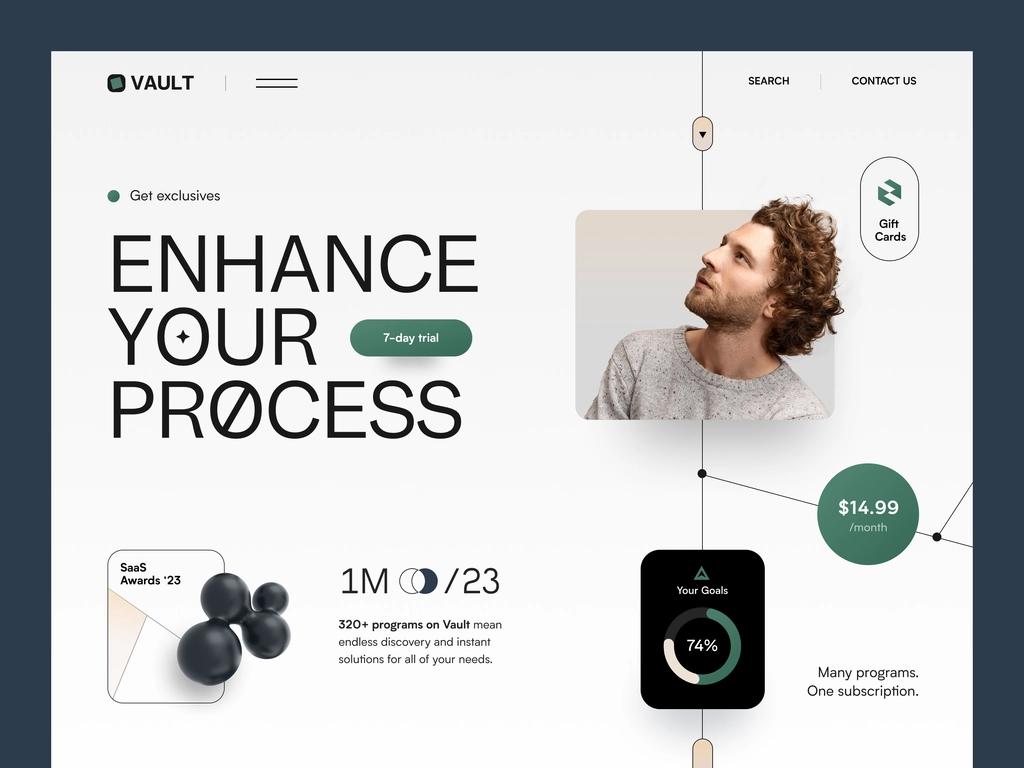 VAULT
SEARCH
CONTACT US
Get exclusives
Gift
Cards
ENHANCE
YOUR
7-day trial
PRØCESS
$14.99
/month
SaaS
Awards ‘23
1M
/23
320+ programs on Vault mean
endless discovery and instant
solutions for all of your needs.
Your Goals
74%
Many programs.
One subscription.